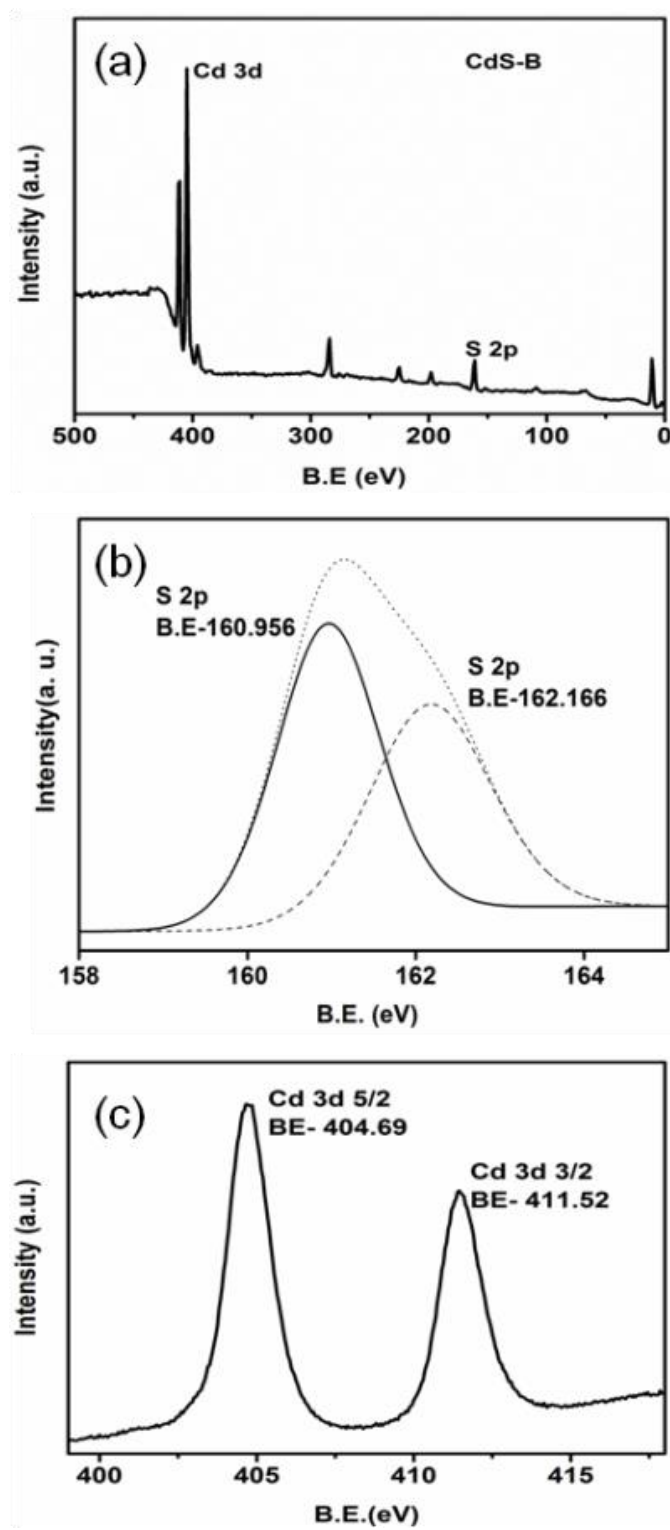 (a)
Cd 3d
CdS-B
S 2p
Intensity (a.u.)
500 400 300 200 100 0
B.E (eV)
(b)
S 2p
B.E-160.956
S 2p
B.E-162.166
Intensity(a. u.)
158 160 162 164
B.E. (eV)
(c)
Cd 3d 5/2
BE- 404.69
Cd 3d 3/2
BE- 411.52
Intensity (a.u.)
400 405 410 415
B.E.(eV)